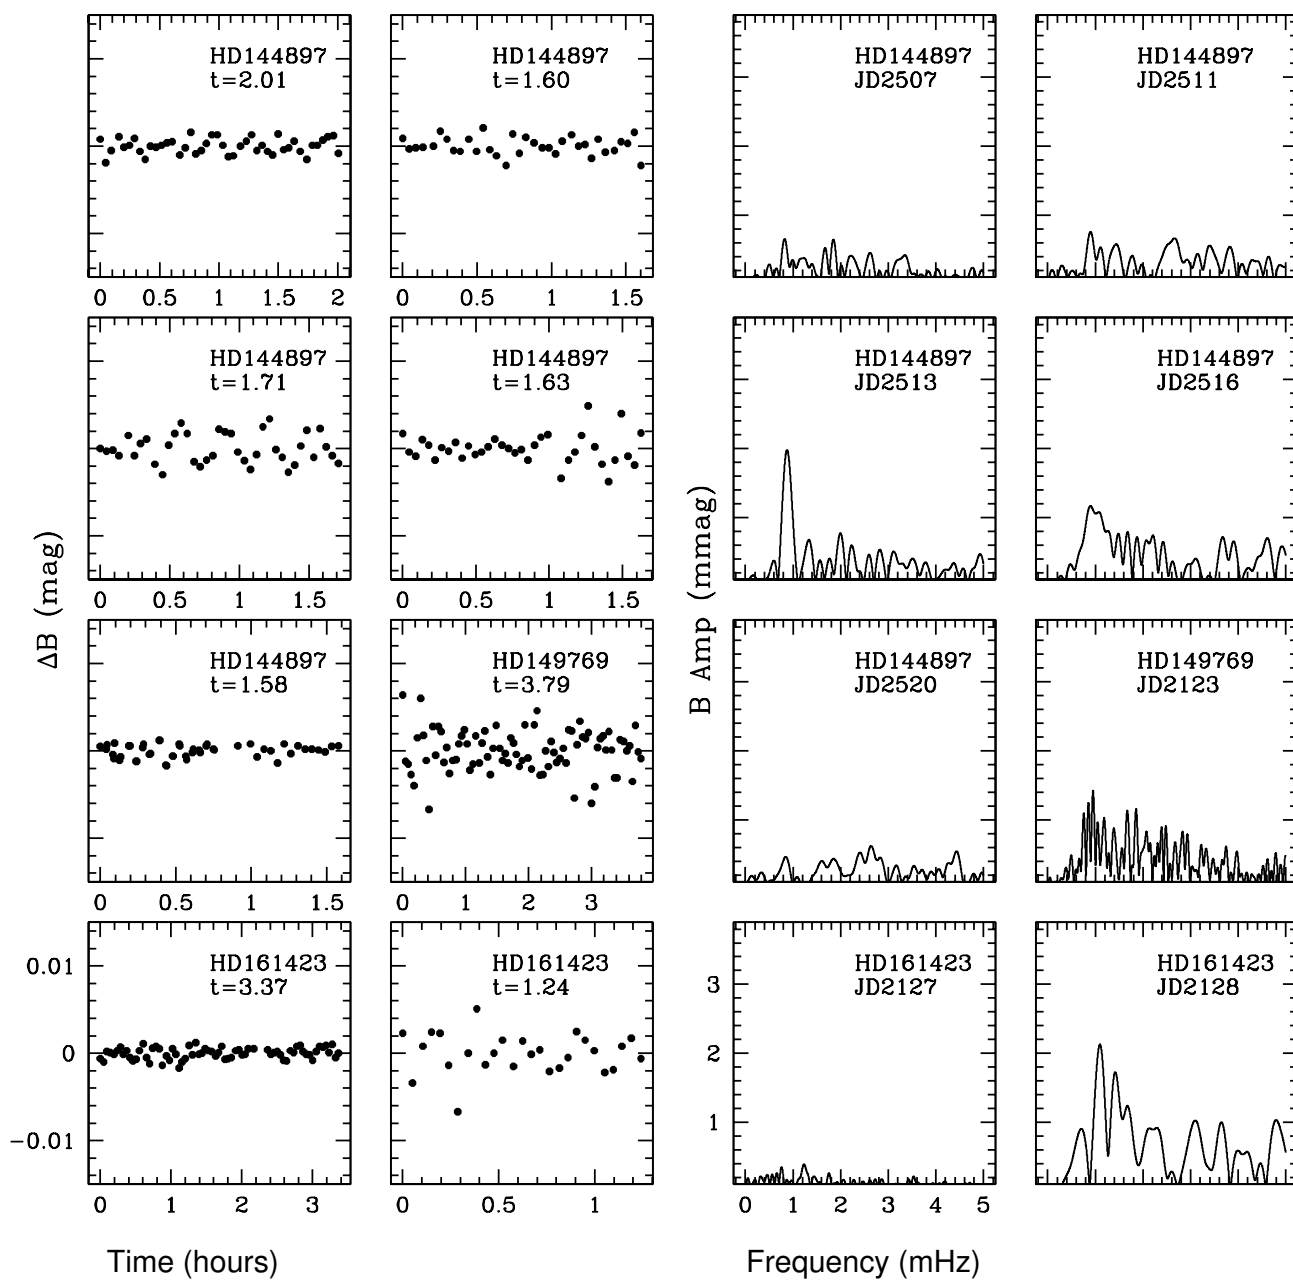 HD144897
t=2.01
HD144897
t=1.60
HD144897
JD2507
HD144897
JD2511
0 0.5 1 1.5 2
0 0.5 1 1.5
HD144897
t=1.71
HD144897
t=1.63
HD144897
JD2513
HD144897
JD2516
0 0.5 1 1.5
0 0.5 1 1.5
ΔB (mag)
B Amp (mmag)
HD144897
t=1.58
HD149769
t=3.79
HD144897
JD2520
HD149769
JD2123
0 0.5 1 1.5
0 1 2 3
HD161423
t=3.37
HD161423
t=1.24
HD161423
JD2127
HD161423
JD2128
0.01
0
−0.01
3
2
1
0 1 2 3
0 0.5 1
0 1 2 3 4 5
Time (hours)
Frequency (mHz)